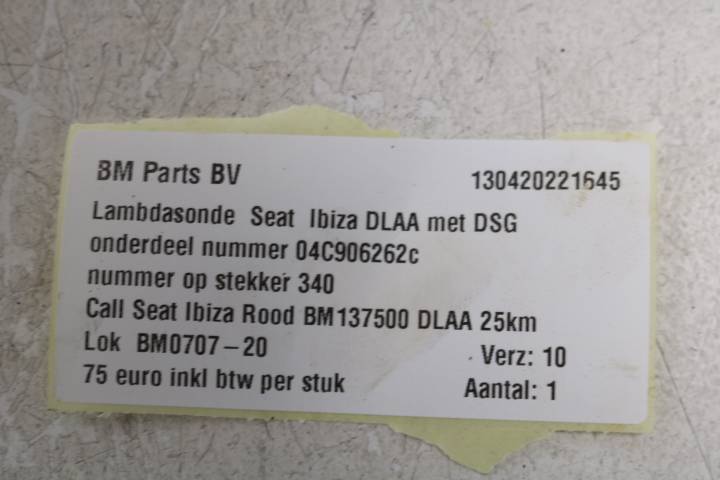 BM Parts BV 130420221645
Lambdasonde Seat Ibiza DLAA met DSG
onderdeel nummer 04C906262c
nummer op stekker 340
Call Seat Ibiza Rood BM137500 DLAA 25km
Lok BM0707-20 Verz: 10
75 euro inkl btw per stuk Aantal: 1